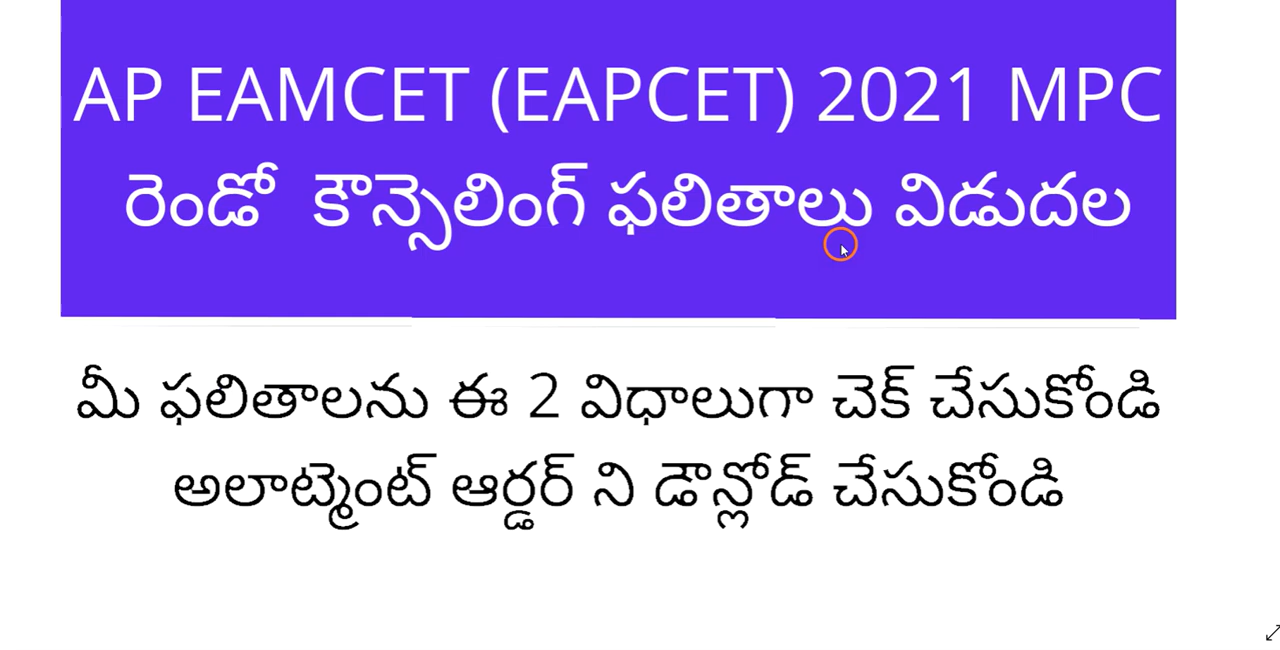 AP EAMCET (EAPCET) 2021 MPC
రెండో కౌన్సెలింగ్ ఫలితాలు విడుదల
మీ ఫలితాలను ఈ 2 విధాలుగా చెక్ చేసుకోండి
అలాట్మెంట్ ఆర్డర్ ని డౌన్లోడ్ చేసుకోండి